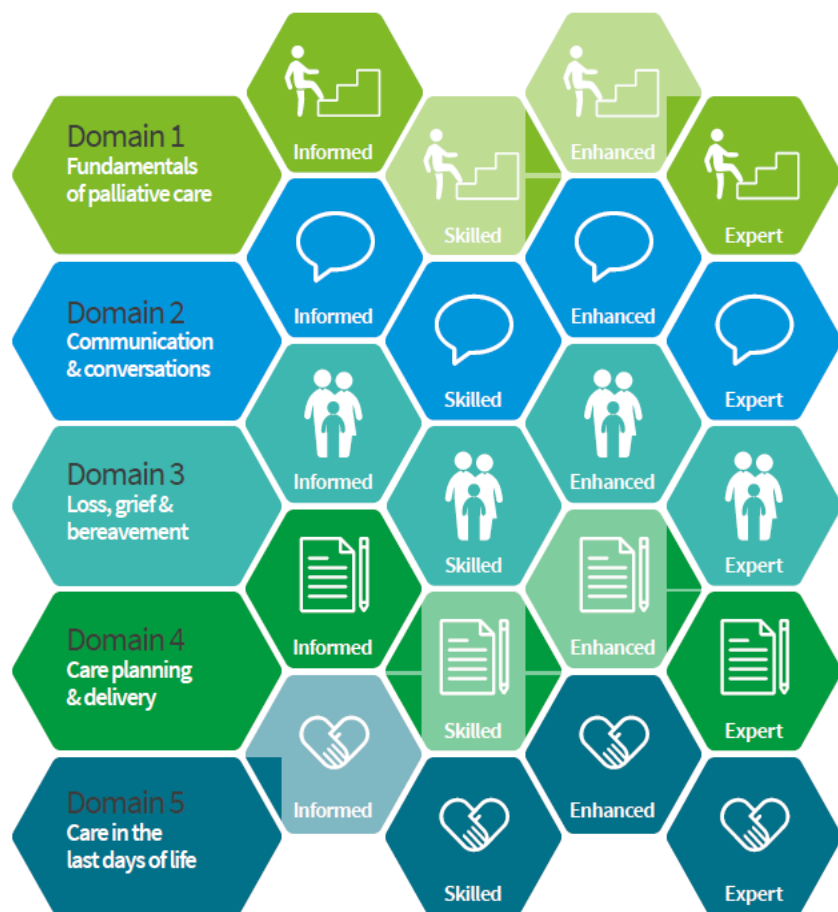 Domain 1
Fundamentals
of palliative care
Informed
Skilled
Enhanced
Expert
Domain 2
Communication
& conversations
Informed
Skilled
Enhanced
Expert
Domain 3
Loss, grief &
bereavement
Informed
Skilled
Enhanced
Expert
Domain 4
Care planning
& delivery
Informed
Skilled
Enhanced
Expert
Domain 5
Care in the
last days of life
Informed
Skilled
Enhanced
Expert